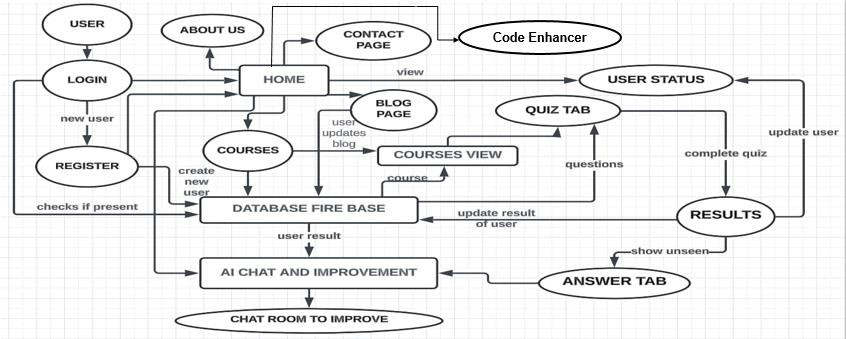 USER
ABOUT US
CONTACT
PAGE
Code Enhancer
LOGIN
HOME
view
USER STATUS
BLOG
PAGE
QUIZ TAB
new user
user
updates
blog
update user
COURSES
COURSES VIEW
complete quiz
REGISTER
create
new
user
course
questions
checks if present
DATABASE FIRE BASE
update result
of user
RESULTS
user result
show unseen
AI CHAT AND IMPROVEMENT
ANSWER TAB
CHAT ROOM TO IMPROVE